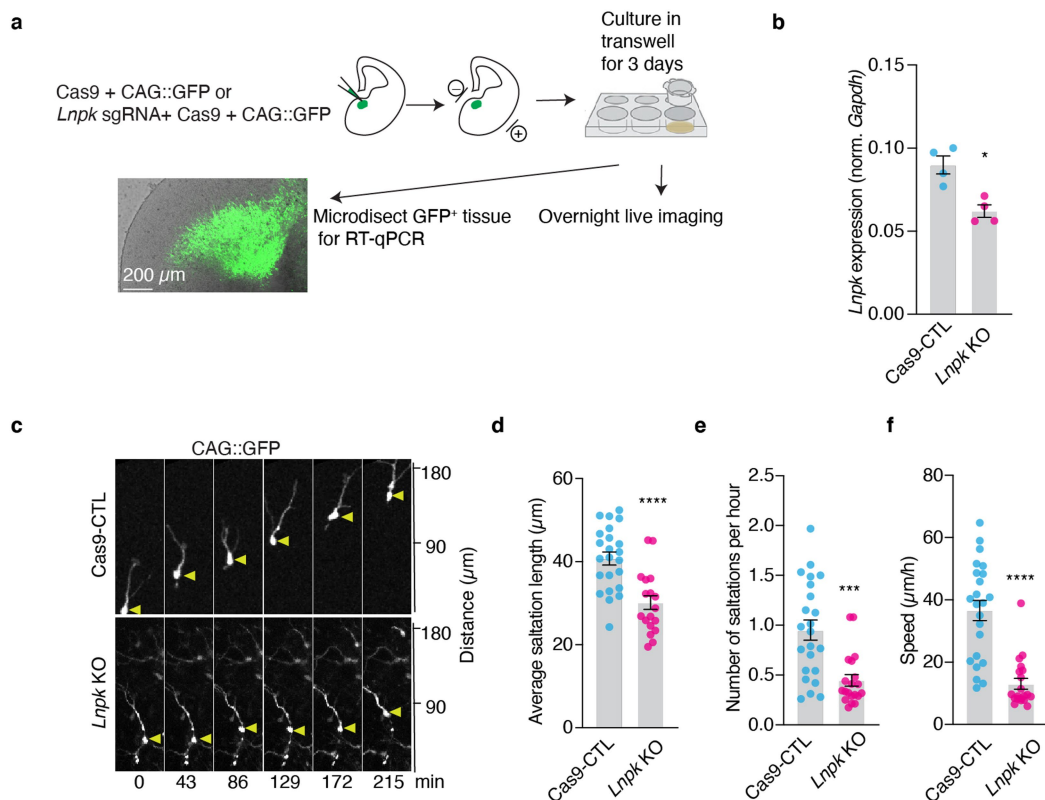 a
Cas9 + CAG::GFP or
Lnpk sgRNA+ Cas9 + CAG::GFP
−
+
Culture in
transwell
for 3 days
200 µm
Microdisect GFP+ tissue
for RT-qPCR
Overnight live imaging
b
Lnpk expression (norm. Gapdh)
0.15
0.10
0.05
0.00
*
Cas9-CTL
Lnpk KO
c
CAG::GFP
Cas9-CTL
Lnpk KO
180
90
180
90
Distance (µm)
0 43 86 129 172 215 min
d
Average saltation length (µm)
60
40
20
0
****
Cas9-CTL
Lnpk KO
e
Number of saltations per hour
2.5
2.0
1.5
1.0
0.5
0.0
***
Cas9-CTL
Lnpk KO
f
Speed (µm/h)
80
60
40
20
0
****
Cas9-CTL
Lnpk KO